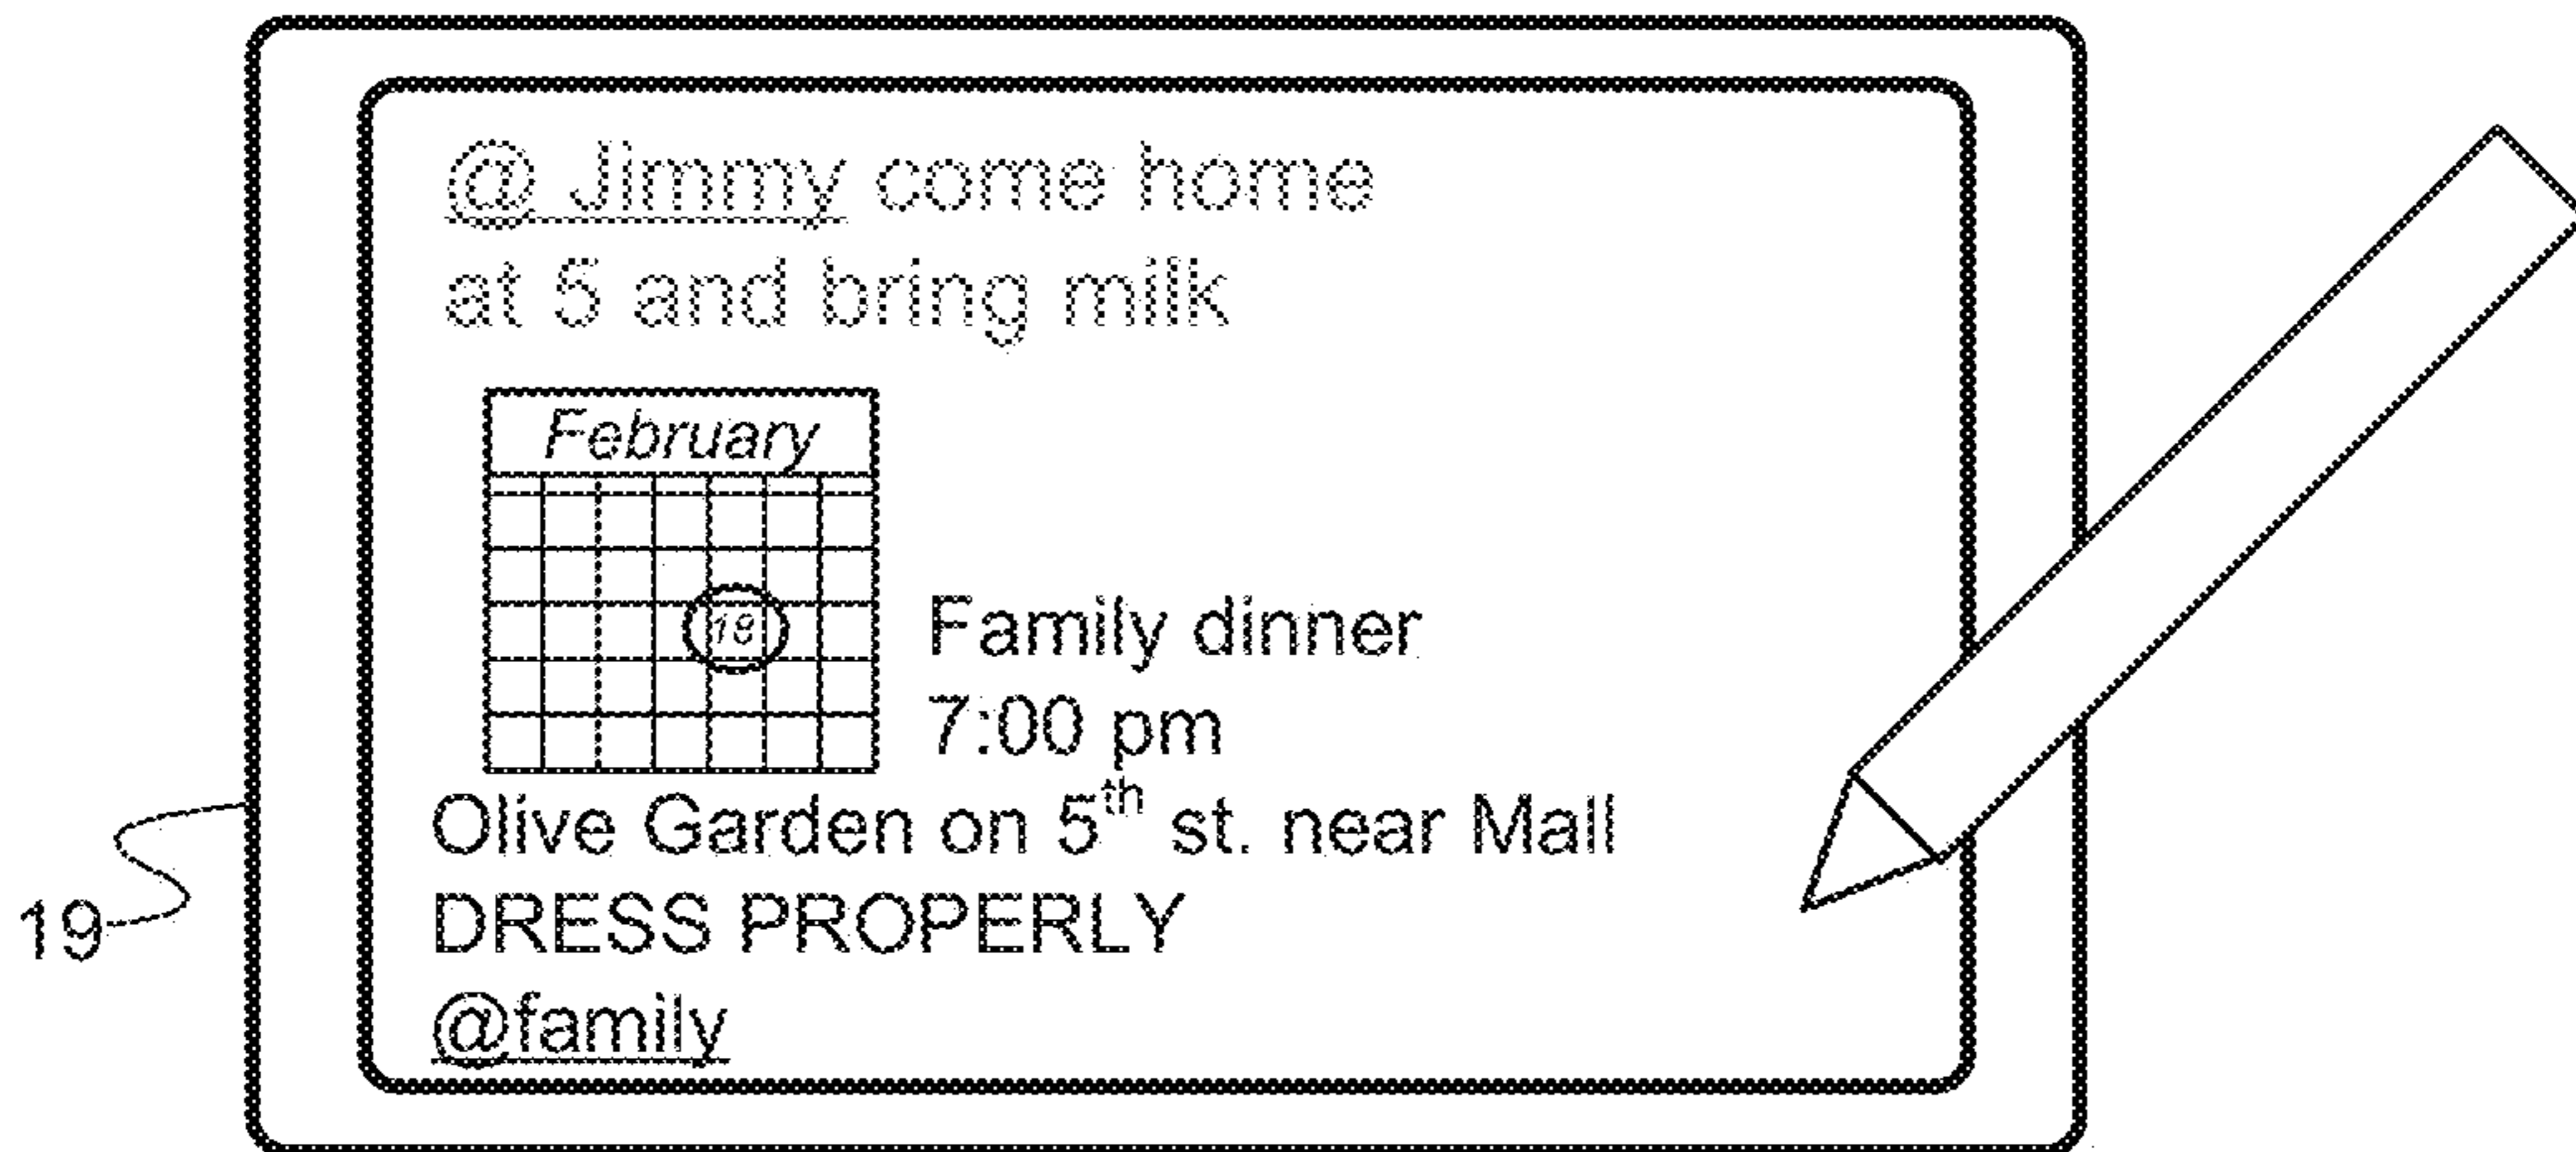 @ Jimmy come home
at 5 and bring milk
February
18
Family dinner
7:00 pm
Olive Garden on 5th st. near Mall
DRESS PROPERLY
@family
19